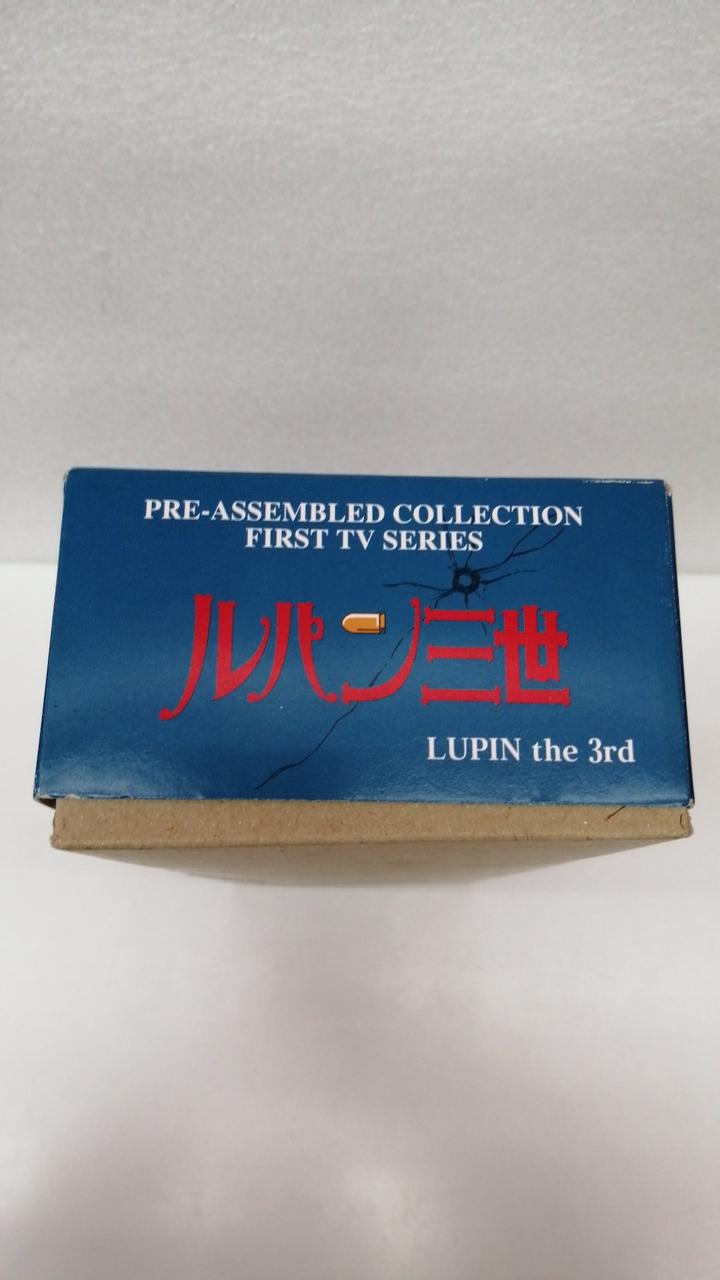 PRE-ASSEMBLED COLLECTION
FIRST TV SERIES
ルパン三世
LUPIN the 3rd